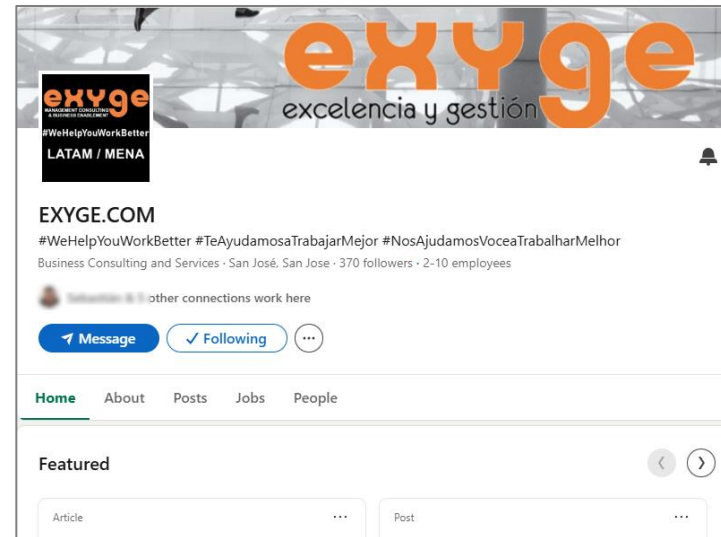 exyge
excelencia y gestión
exyge
MANAGEMENT CONSULTING
& BUSINESS ENABLEMENT
#WeHelpYouWorkBetter
LATAM / MENA
EXYGE.COM
#WeHelpYouWorkBetter #TeAyudamosaTrabajarMejor #NosAjudamosVoceaTrabalharMelhor
Business Consulting and Services · San José, San Jose · 370 followers · 2-10 employees
other connections work here
Message
Following
Home About Posts Jobs People
Featured
Article
Post